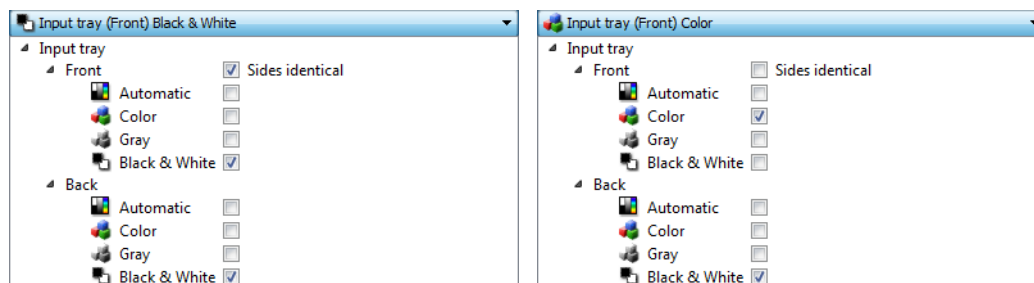 Input tray (Front) Black & White
Input tray
Front Sides identical
Automatic
Color
Gray
Black & White
Back
Automatic
Color
Gray
Black & White
Input tray (Front) Color
Input tray
Front Sides identical
Automatic
Color
Gray
Black & White
Back
Automatic
Color
Gray
Black & White